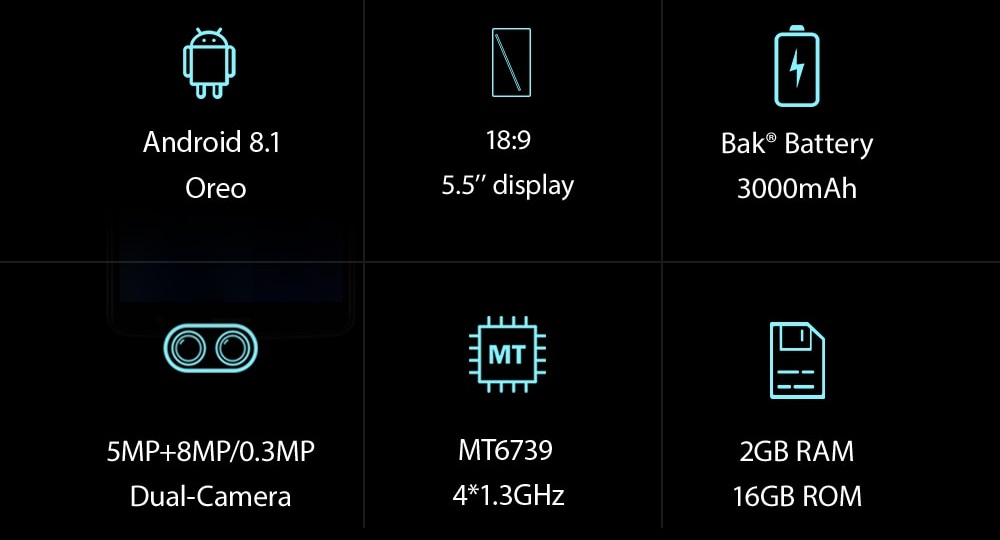 Android 8.1
Oreo
18:9
5.5’’ display
Bak® Battery
3000mAh
5MP+8MP/0.3MP
Dual-Camera
MT
MT6739
4*1.3GHz
2GB RAM
16GB ROM